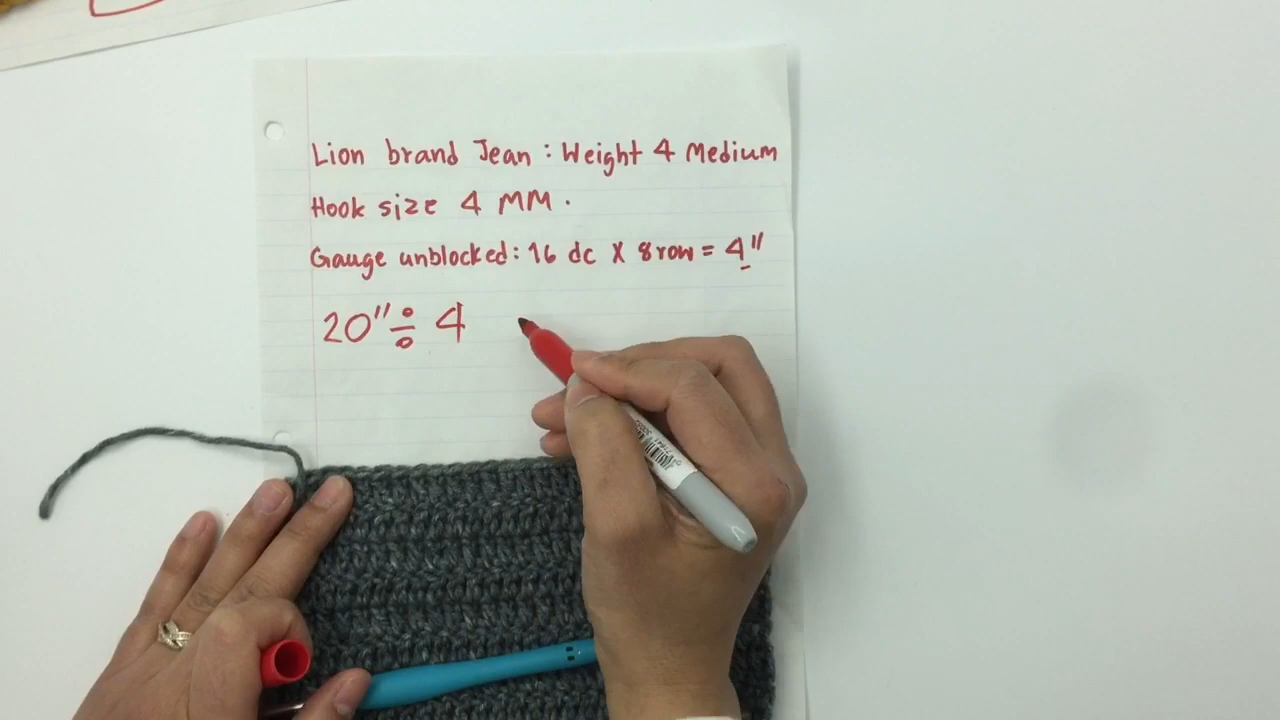 Lion brand Jean : Weight 4 Medium
Hook size 4 MM .
Gauge unblocked: 16 dc X 8 row = 4"
20" ÷ 4